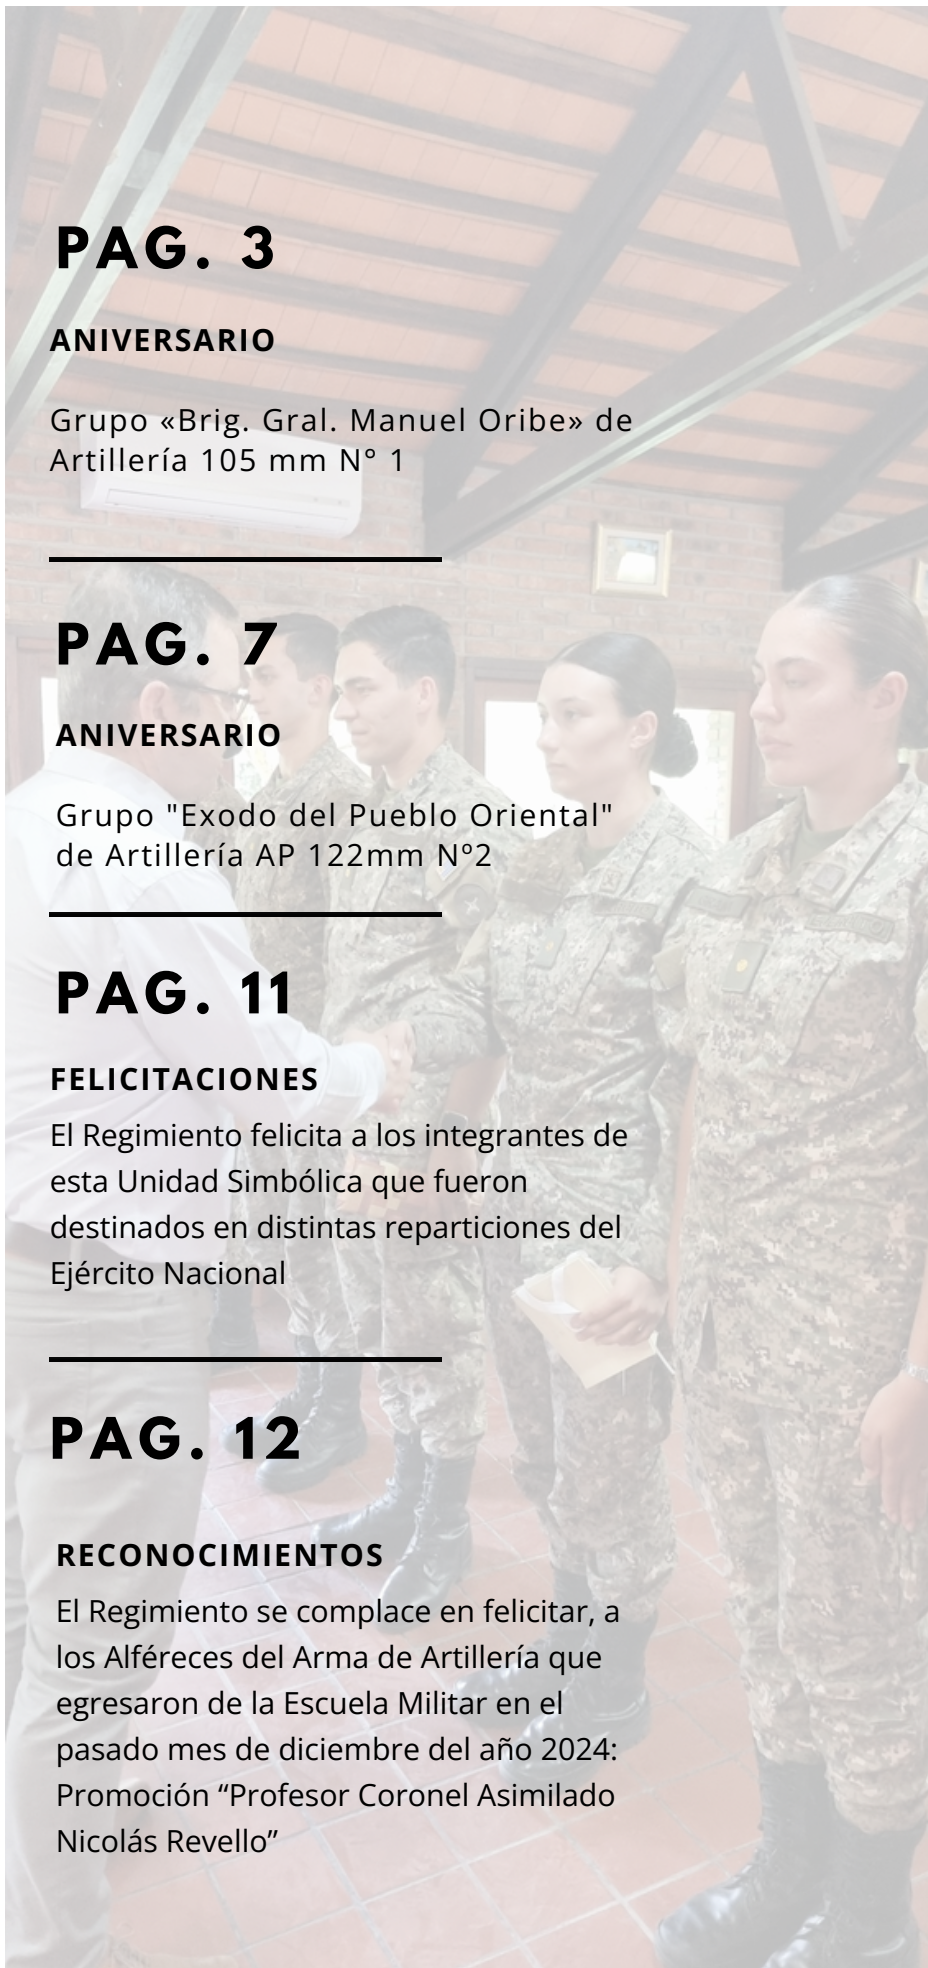 PAG. 3
ANIVERSARIO
Grupo «Brig. Gral. Manuel Oribe» de
Artillería 105 mm N° 1
PAG. 7
ANIVERSARIO
Grupo "Exodo del Pueblo Oriental"
de Artillería AP 122mm Nº2
PAG. 11
FELICITACIONES
El Regimiento felicita a los integrantes de
esta Unidad Simbólica que fueron
destinados en distintas reparticiones del
Ejército Nacional
PAG. 12
RECONOCIMIENTOS
El Regimiento se complace en felicitar, a
los Alféreces del Arma de Artillería que
egresaron de la Escuela Militar en el
pasado mes de diciembre del año 2024:
Promoción “Profesor Coronel Asimilado
Nicolás Revello”